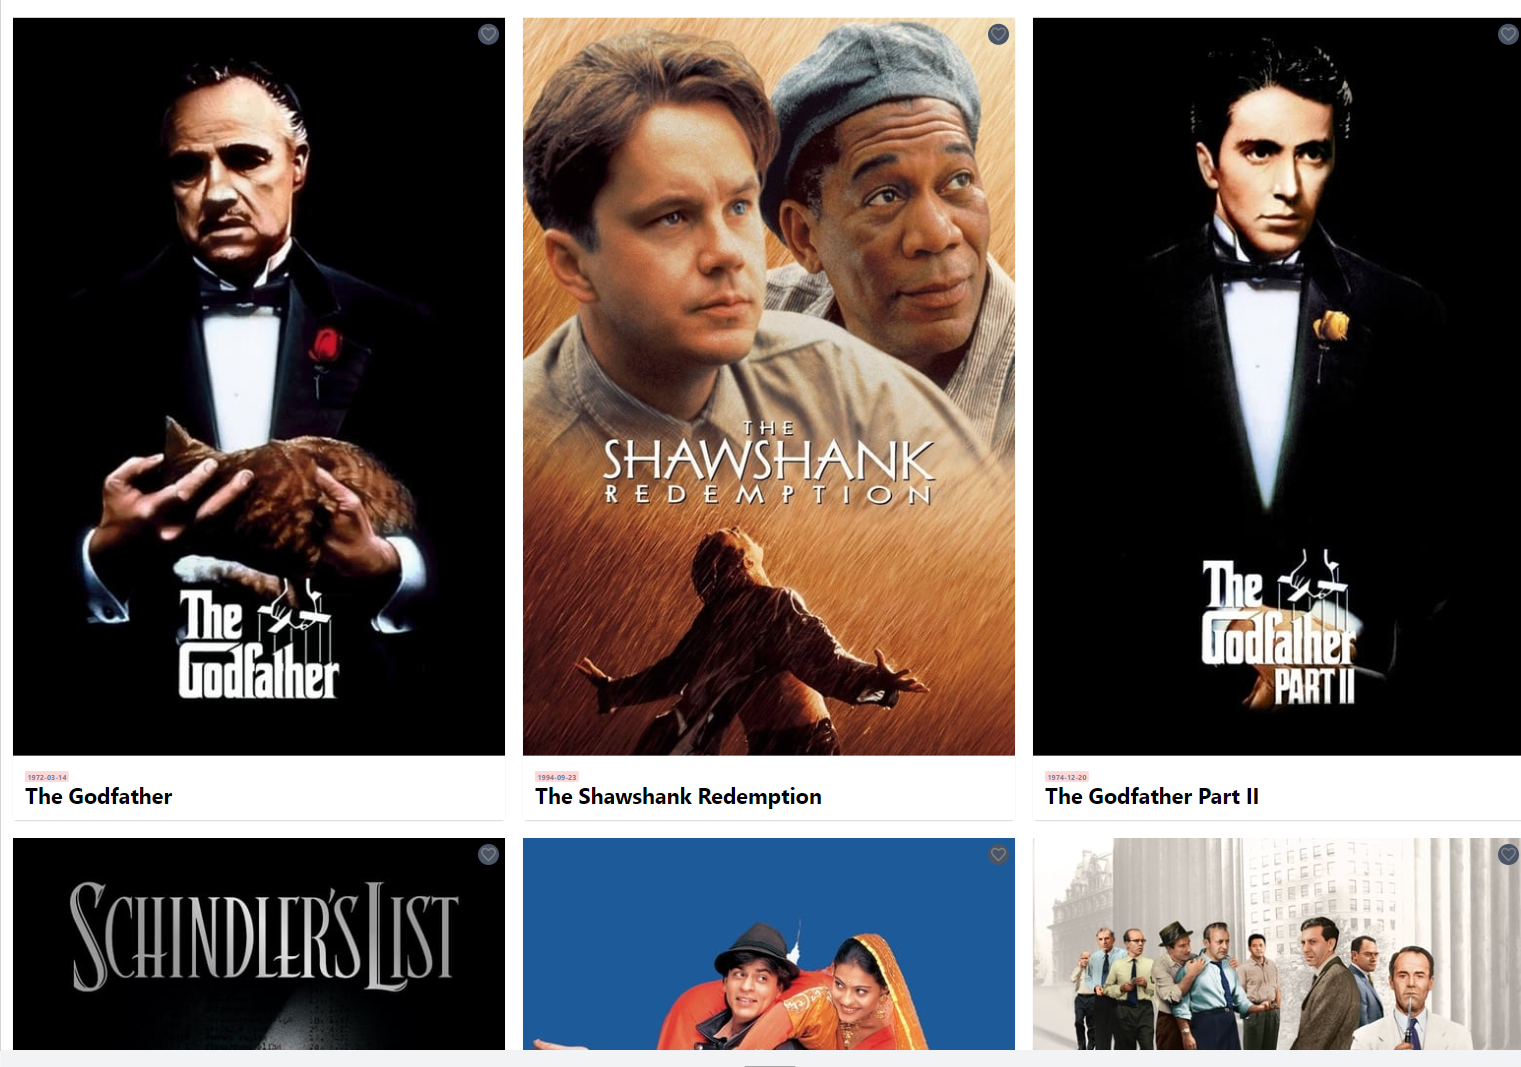 The
Godfather
THE
SHAWSHANK
REDEMPTION
The
Godfather
PART II
1972-03-14
The Godfather
1994-09-23
The Shawshank Redemption
1974-12-20
The Godfather Part II
SCHINDLER'S LIST